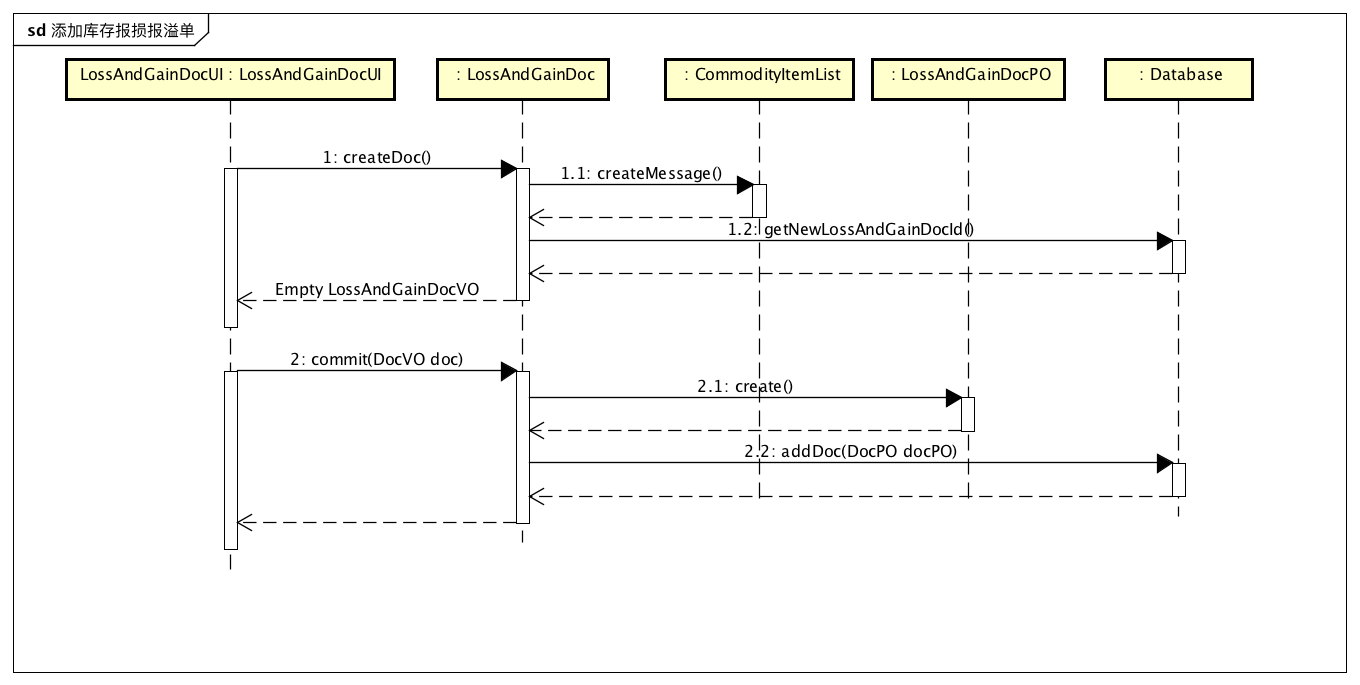 sd 添加库存报损报溢单
LossAndGainDocUI : LossAndGainDocUI
: LossAndGainDoc
: CommodityItemList
: LossAndGainDocPO
: Database
1: createDoc()
1.1: createMessage()
1.2: getNewLossAndGainDocId()
Empty LossAndGainDocVO
2: commit(DocVO doc)
2.1: create()
2.2: addDoc(DocPO docPO)